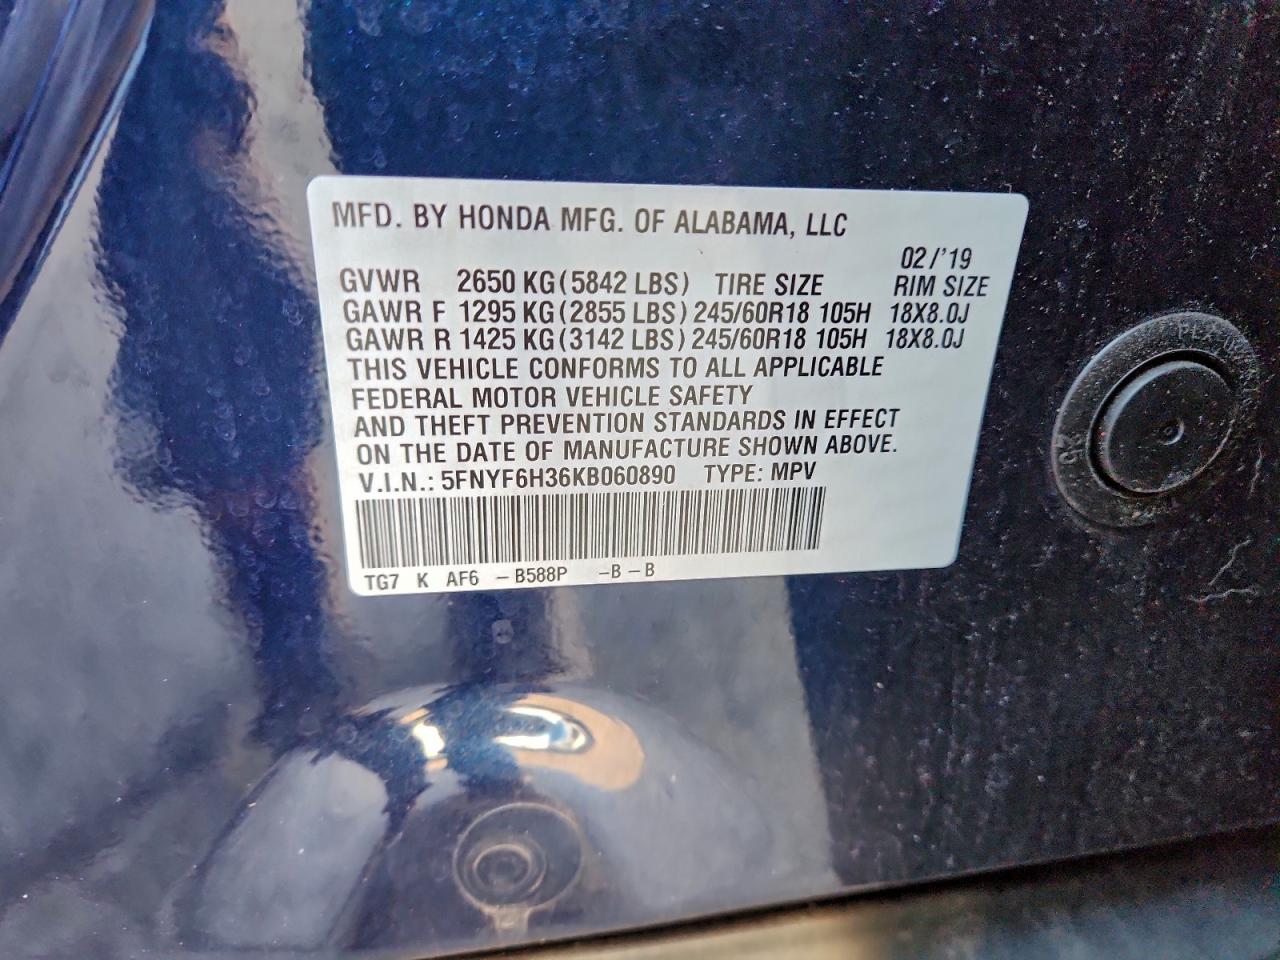 MFD. BY HONDA MFG. OF ALABAMA, LLC
02/'19
GVWR 2650 KG (5842 LBS) TIRE SIZE RIM SIZE
GAWR F 1295 KG (2855 LBS) 245/60R18 105H 18X8.0J
GAWR R 1425 KG (3142 LBS) 245/60R18 105H 18X8.0J
THIS VEHICLE CONFORMS TO ALL APPLICABLE
FEDERAL MOTOR VEHICLE SAFETY
AND THEFT PREVENTION STANDARDS IN EFFECT
ON THE DATE OF MANUFACTURE SHOWN ABOVE.
V.I.N.: 5FNYF6H36KB060890 TYPE: MPV
TG7 K AF6 -B588P -B-B